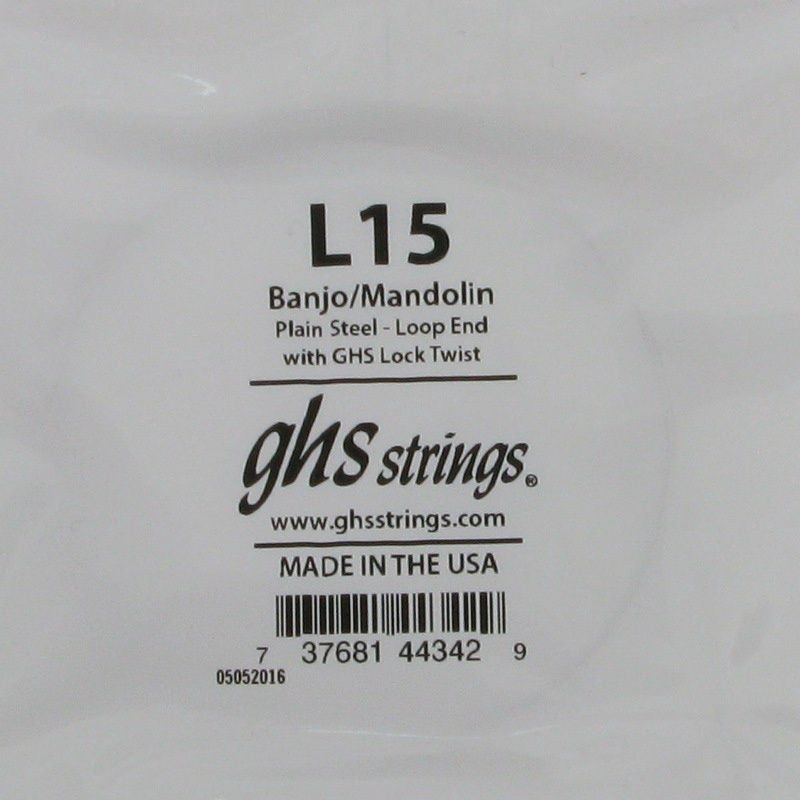 L15
Banjo/Mandolin
Plain Steel - Loop End
with GHS Lock Twist
ghs strings®
www.ghsstrings.com
MADE IN THE USA
7 37681 44342 9
05052016